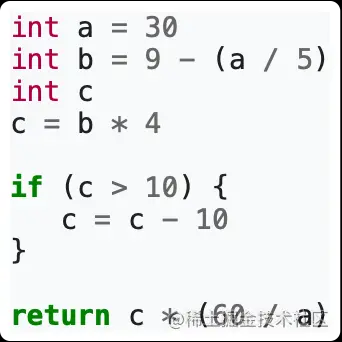 int a = 30
int b = 9 - (a / 5)
int c
c = b * 4
if (c > 10) {
c = c - 10
}
return c * (60 / a)
@稀土掘金技术社区